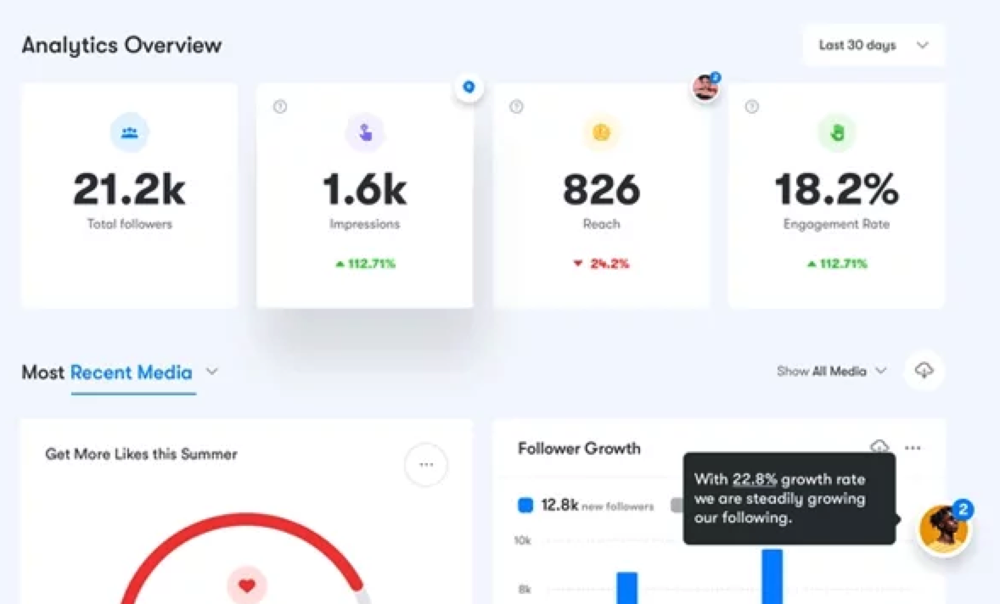 Analytics Overview
Last 30 days
21.2k
Total followers
?
1.6k
Impressions
112.71%
2
?
826
Reach
24.2%
?
18.2%
Engagement Rate
112.71%
Most Recent Media
Show All Media
Get More Likes this Summer
Follower Growth
12.8k new followers
With 22.8% growth rate
we are steadily growing
our following.
2
10k
8k